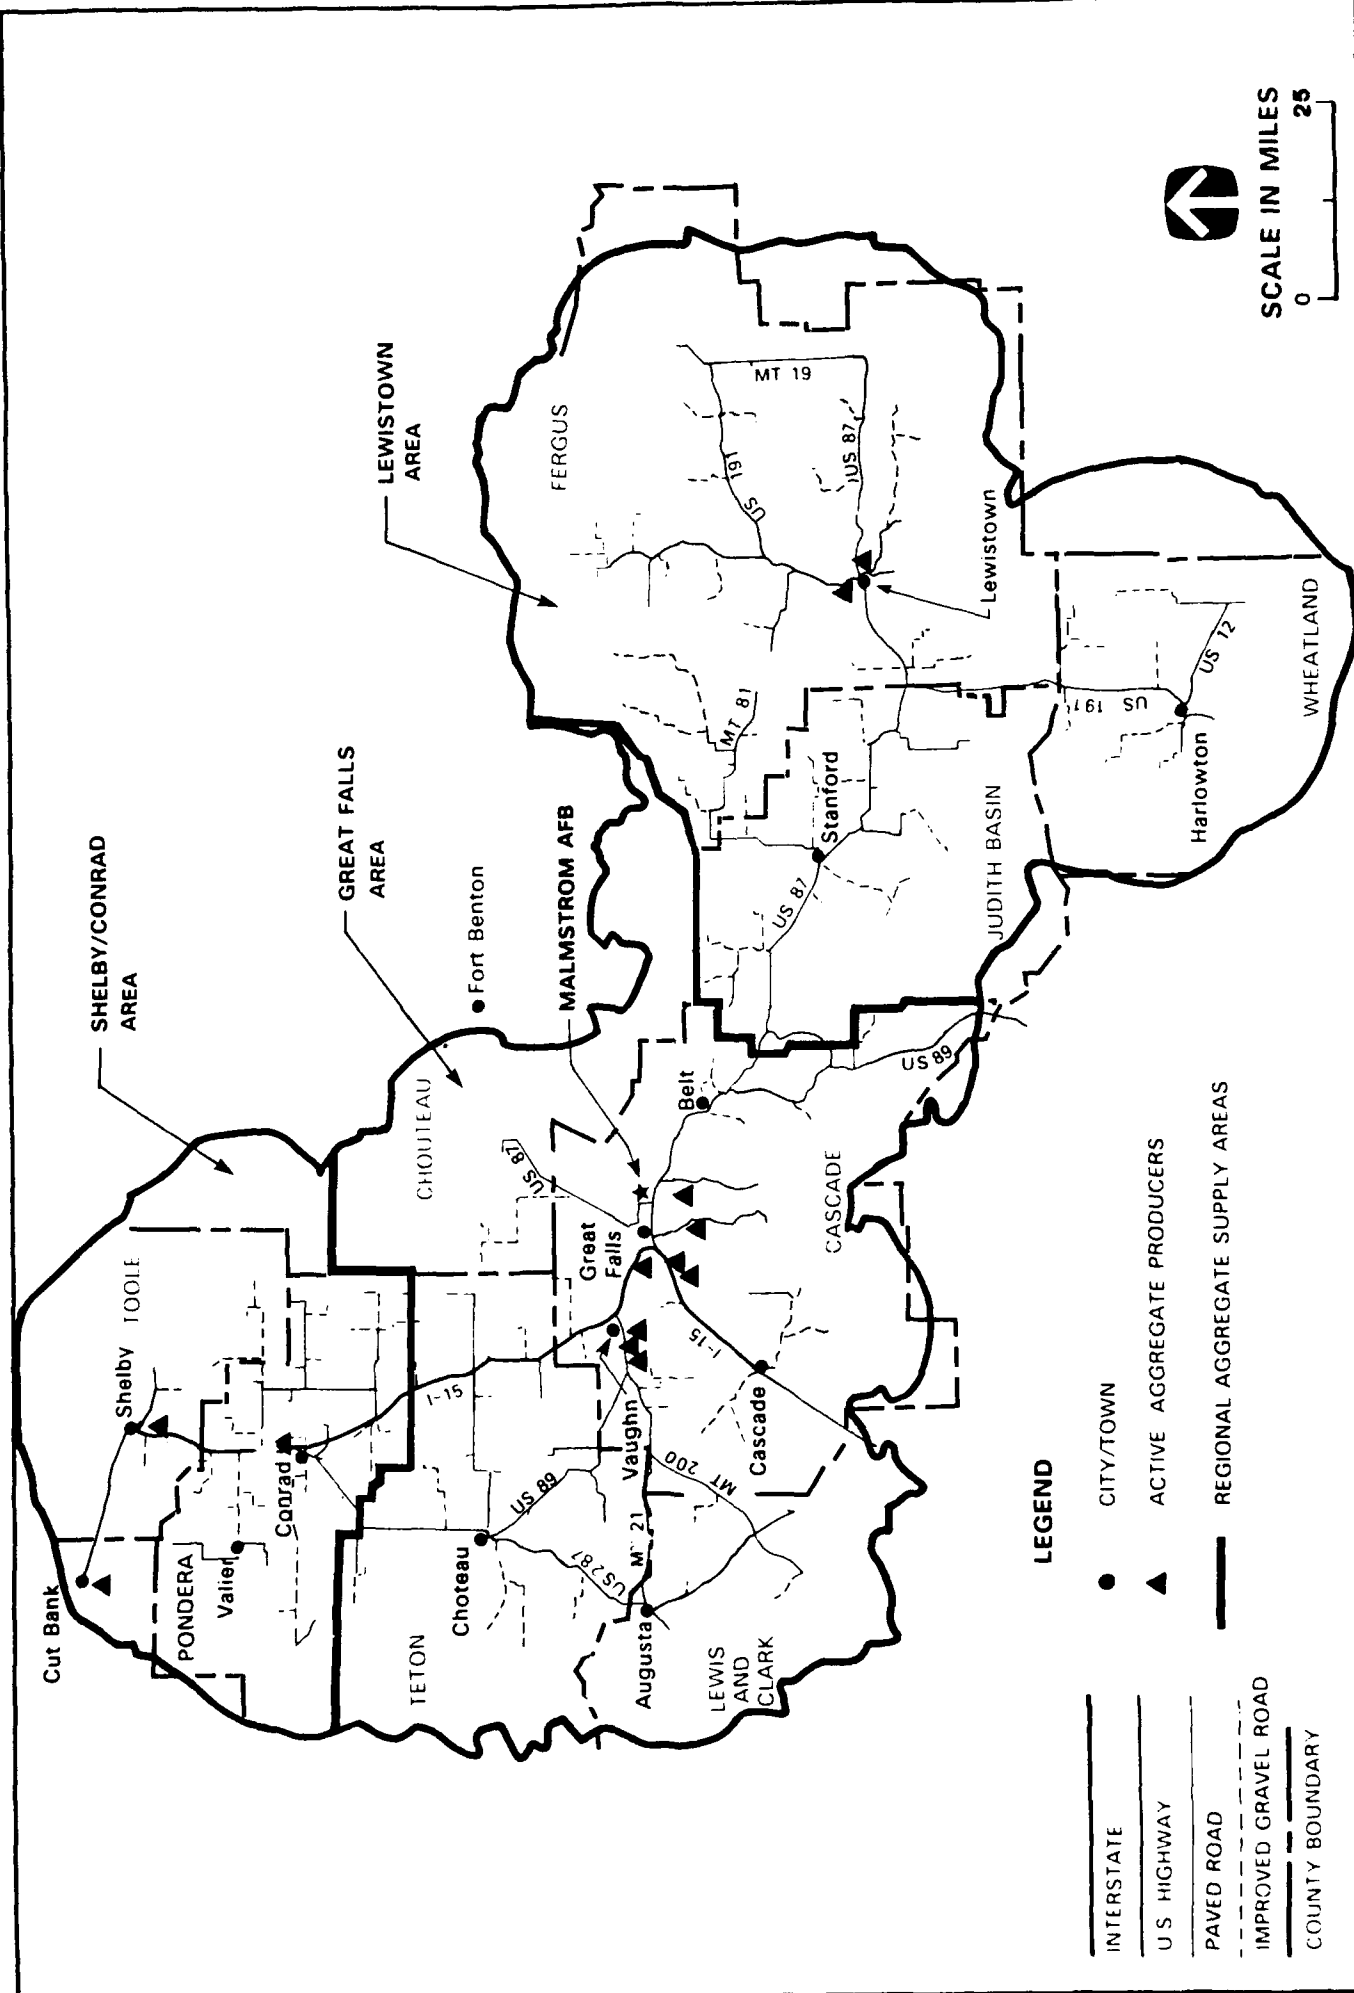 SHELBY/CONRAD
AREA
GREAT FALLS
AREA
LEWISTOWN
AREA
MALMSTROM AFB
Cut Bank
Shelby
TOOLE
PONDERA
Valier
Conrad
I-15
CHOUTEAU
Fort Benton
FERGUS
TETON
Choteau
US 89
US 287
US 87
Great
Falls
Vaughn
Belt
MT 19
US 191
US 87
MT 81
Augusta
MT 200
I-15
Cascade
CASCADE
US 89
US 87
Stanford
Lewistown
LEWIS
AND
CLARK
JUDITH BASIN
US 191
US 12
Harlowton
WHEATLAND
LEGEND
CITY/TOWN
ACTIVE AGGREGATE PRODUCERS
REGIONAL AGGREGATE SUPPLY AREAS
INTERSTATE
U S HIGHWAY
PAVED ROAD
IMPROVED GRAVEL ROAD
COUNTY BOUNDARY
SCALE IN MILES
0 25